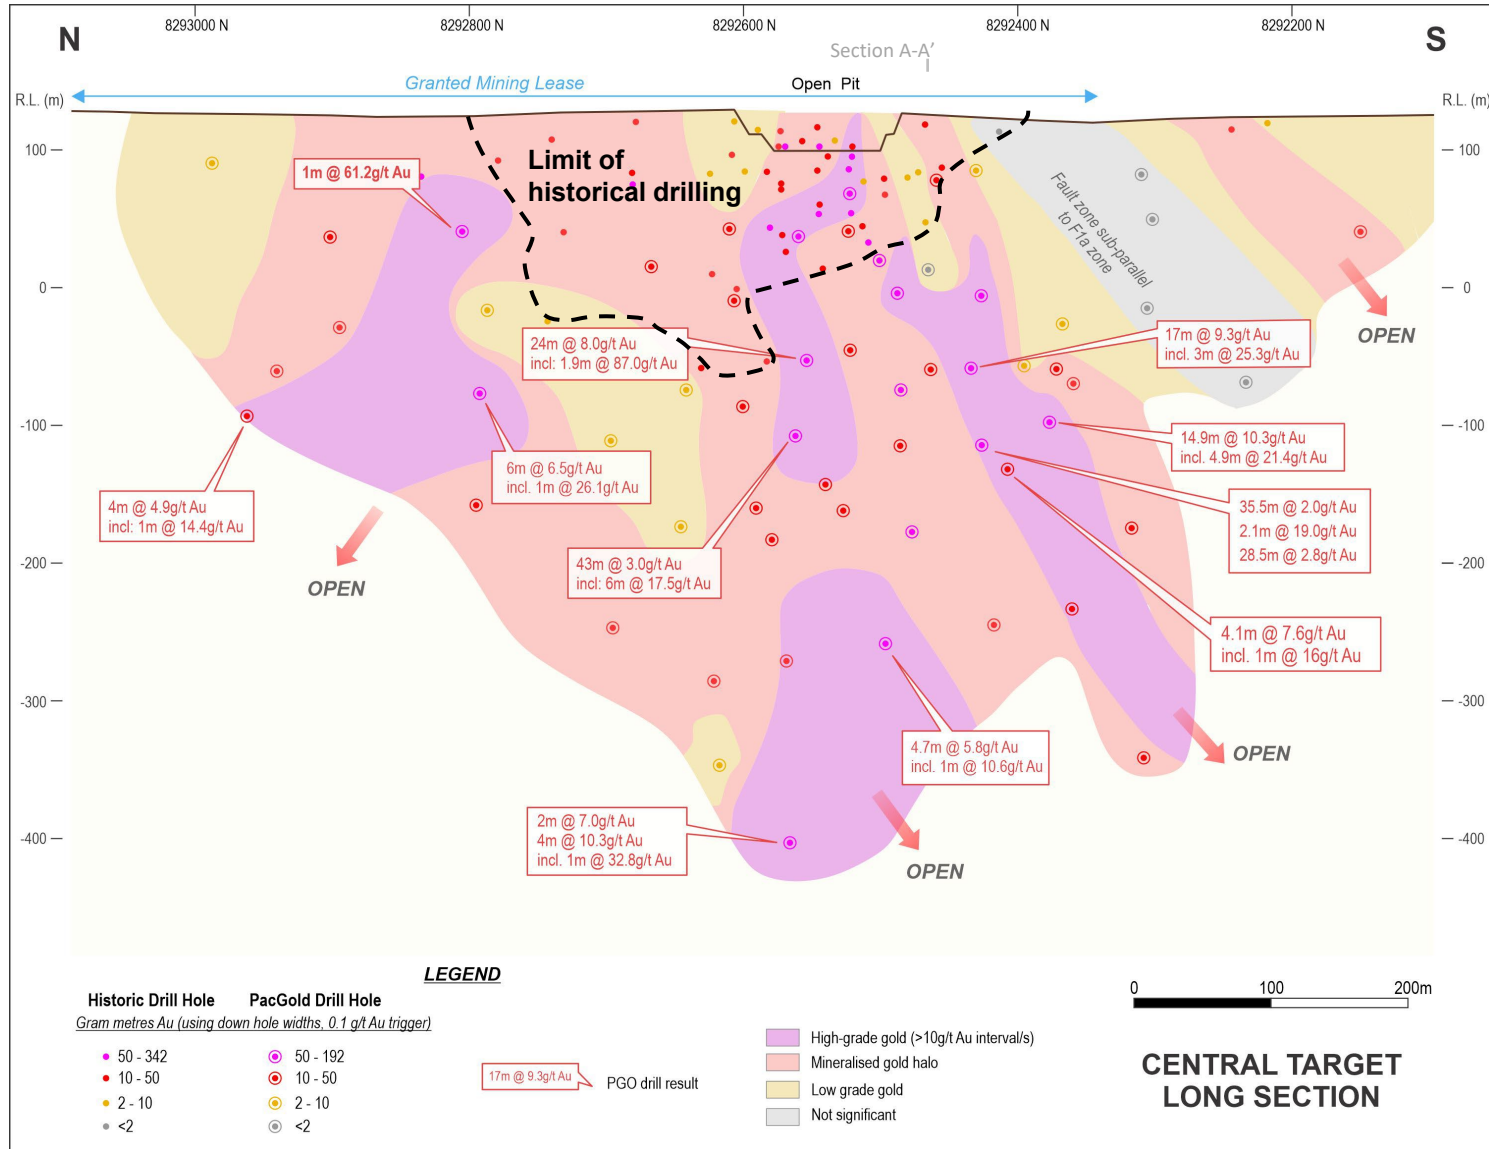 8293000 N
8292800 N
8292600 N
8292400 N
8292200 N
N
S
Section A-A’
Granted Mining Lease
Open Pit
R.L. (m)
R.L. (m)
100
100
Limit of
historical drilling
1m @ 61.2g/t Au
Fault zone sub-parallel
to F1a zone
0
0
OPEN
24m @ 8.0g/t Au
incl: 1.9m @ 87.0g/t Au
17m @ 9.3g/t Au
incl. 3m @ 25.3g/t Au
-100
-100
14.9m @ 10.3g/t Au
incl. 4.9m @ 21.4g/t Au
6m @ 6.5g/t Au
incl. 1m @ 26.1g/t Au
4m @ 4.9g/t Au
incl: 1m @ 14.4g/t Au
35.5m @ 2.0g/t Au
2.1m @ 19.0g/t Au
28.5m @ 2.8g/t Au
-200
-200
43m @ 3.0g/t Au
incl: 6m @ 17.5g/t Au
OPEN
4.1m @ 7.6g/t Au
incl. 1m @ 16g/t Au
-300
-300
4.7m @ 5.8g/t Au
incl. 1m @ 10.6g/t Au
OPEN
2m @ 7.0g/t Au
4m @ 10.3g/t Au
incl. 1m @ 32.8g/t Au
-400
-400
OPEN
LEGEND
Historic Drill Hole
PacGold Drill Hole
Gram metres Au (using down hole widths, 0.1 g/t Au trigger)
50 - 342
50 - 192
10 - 50
10 - 50
2 - 10
2 - 10
<2
<2
17m @ 9.3g/t Au
PGO drill result
High-grade gold (>10g/t Au interval/s)
Mineralised gold halo
Low grade gold
Not significant
0
100
200m
CENTRAL TARGET
LONG SECTION